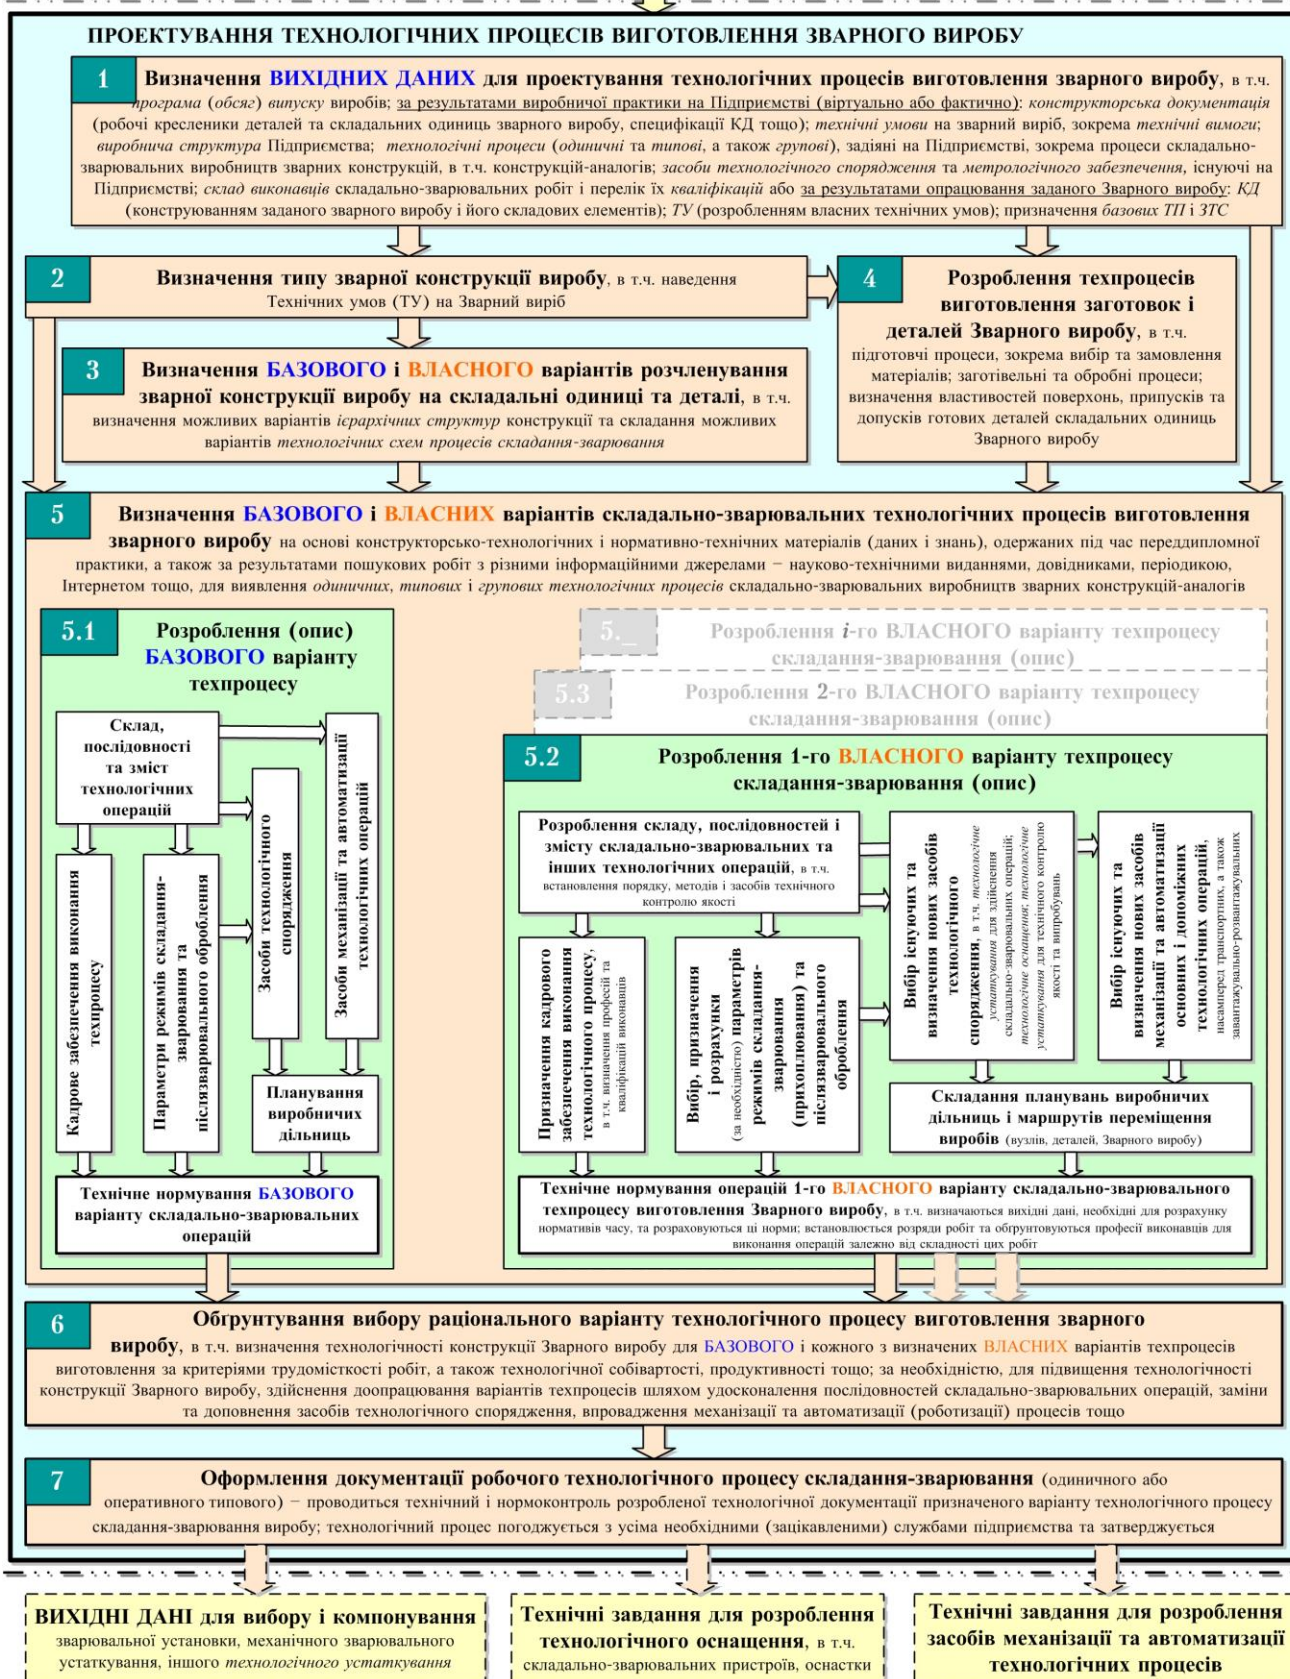 ПРОЕКТУВАННЯ ТЕХНОЛОГІЧНИХ ПРОЦЕСІВ ВИГОТОВЛЕННЯ ЗВАРНОГО ВИРОБУ
1
Визначення ВИХІДНИХ ДАНИХ для проектування технологічних процесів виготовлення зварного виробу, в т.ч.
програма (обсяг) випуску виробів; за результатами виробничої практики на Підприємстві (віртуально або фактично): конструкторська документація
(робочі кресленики деталей та складальних одиниць зварного виробу, специфікації КД тощо); технічні умови на зварний виріб, зокрема технічні вимоги;
виробнича структура Підприємства; технологічні процеси (одиничні та типові, а також групові), задіяні на Підприємстві, зокрема процеси складально-
зварювальних виробництв зварних конструкцій, в т.ч. конструкцій-аналогів; засоби технологічного спорядження та метрологічного забезпечення, існуючі на
Підприємстві; склад виконавців складально-зварювальних робіт і перелік їх кваліфікацій або за результатами опрацювання заданого Зварного виробу: КД
(конструюванням заданого зварного виробу і його складових елементів); ТУ (розробленням власних технічних умов); призначення базових ТП і ЗТС
2
Визначення типу зварної конструкції виробу, в т.ч. наведення
Технічних умов (ТУ) на Зварний виріб
4
Розроблення техпроцесів
виготовлення заготовок і
деталей Зварного виробу, в т.ч.
підготовчі процеси, зокрема вибір та замовлення
матеріалів; заготівельні та обробні процеси;
визначення властивостей поверхонь, припусків та
допусків готових деталей складальних одиниць
Зварного виробу
3
Визначення БАЗОВОГО і ВЛАСНОГО варіантів розчленування
зварної конструкції виробу на складальні одиниці та деталі, в т.ч.
визначення можливих варіантів ієрархічних структур конструкції та складання можливих
варіантів технологічних схем процесів складання-зварювання
5
Визначення БАЗОВОГО і ВЛАСНИХ варіантів складально-зварювальних технологічних процесів виготовлення
зварного виробу на основі конструкторсько-технологічних і нормативно-технічних матеріалів (даних і знань), одержаних під час переддипломної
практики, а також за результатами пошукових робіт з різними інформаційними джерелами – науково-технічними виданнями, довідниками, періодикою,
Інтернетом тощо, для виявлення одиничних, типових і групових технологічних процесів складально-зварювальних виробництв зварних конструкцій-аналогів
5.1
Розроблення (опис)
БАЗОВОГО варіанту
техпроцесу
Склад,
послідовності
та зміст
технологічних
операцій
Кадрове забезпечення виконання
техпроцесу
Параметри режимів складання-
зварювання та
післязварювального оброблення
Засоби технологічного
спорядження
Засоби механізації та автоматизації
технологічних операцій
Планування
виробничих
дільниць
Технічне нормування БАЗОВОГО
варіанту складально-зварювальних
операцій
5._
Розроблення i-го ВЛАСНОГО варіанту техпроцесу
складання-зварювання (опис)
5.3
Розроблення 2-го ВЛАСНОГО варіанту техпроцесу
складання-зварювання (опис)
5.2
Розроблення 1-го ВЛАСНОГО варіанту техпроцесу
складання-зварювання (опис)
Розроблення складу, послідовностей і
змісту складально-зварювальних та
інших технологічних операцій, в т.ч.
встановлення порядку, методів і засобів технічного
контролю якості
Призначення кадрового
забезпечення виконання
технологічного процесу,
в т.ч. визначення професій та
кваліфікацій виконавців
Вибір, призначення
і розрахунки
(за необхідністю) параметрів
режимів складання-
зварювання
(прихоплювання) та
післязварювального
оброблення
Вибір існуючих та
визначення нових засобів
технологічного
спорядження, в т.ч. технологічне
устаткування для здійснення
складально-зварювальних операцій;
технологічне оснащення; технологічне
устаткування для технічного контролю
якості та випробувань
Вибір існуючих та
визначення нових засобів
механізації та автоматизації
основних і допоміжних
технологічних операцій,
насамперед транспортних, а також
завантажувально-розвантажувальних
Складання планувань виробничих
дільниць і маршрутів переміщення
виробів (вузлів, деталей, Зварного виробу)
Технічне нормування операцій 1-го ВЛАСНОГО варіанту складально-зварювального
техпроцесу виготовлення Зварного виробу, в т.ч. визначаються вихідні дані, необхідні для розрахунку
нормативів часу, та розраховуються ці норми; встановлюється розряди робіт та обґрунтовуються професії виконавців для
виконання операцій залежно від складності цих робіт
6
Обґрунтування вибору раціонального варіанту технологічного процесу виготовлення зварного
виробу, в т.ч. визначення технологічності конструкції Зварного виробу для БАЗОВОГО і кожного з визначених ВЛАСНИХ варіантів техпроцесів
виготовлення за критеріями трудомісткості робіт, а також технологічної собівартості, продуктивності тощо; за необхідністю, для підвищення технологічності
конструкції Зварного виробу, здійснення доопрацювання варіантів техпроцесів шляхом удосконалення послідовностей складально-зварювальних операцій, заміни
та доповнення засобів технологічного спорядження, впровадження механізації та автоматизації (роботизації) процесів тощо
7
Оформлення документації робочого технологічного процесу складання-зварювання (одиничного або
оперативного типового) – проводиться технічний і нормоконтроль розробленої технологічної документації призначеного варіанту технологічного процесу
складання-зварювання виробу; технологічний процес погоджується з усіма необхідними (зацікавленими) службами підприємства та затверджується
ВИХІДНІ ДАНІ для вибору і компонування
зварювальної установки, механічного зварювального
устаткування, іншого технологічного устаткування
Технічні завдання для розроблення
технологічного оснащення, в т.ч.
складально-зварювальних пристроїв, оснастки
Технічні завдання для розроблення
засобів механізації та автоматизації
технологічних процесів